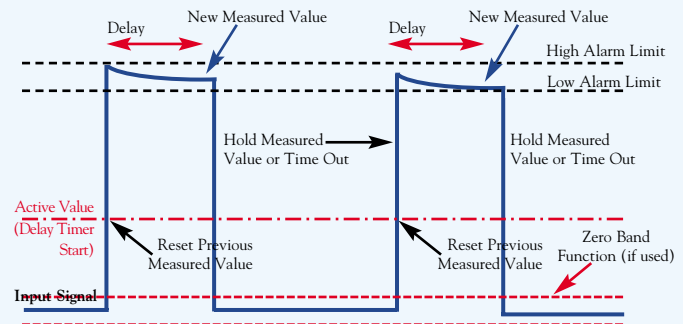 Delay
New Measured Value
Delay
New Measured Value
High Alarm Limit
Low Alarm Limit
Hold Measured
Value or Time Out
Hold Measured
Value or Time Out
Active Value
(Delay Timer
Start)
Reset Previous
Measured Value
Reset Previous
Measured Value
Zero Band
Function (if used)
Input Signal